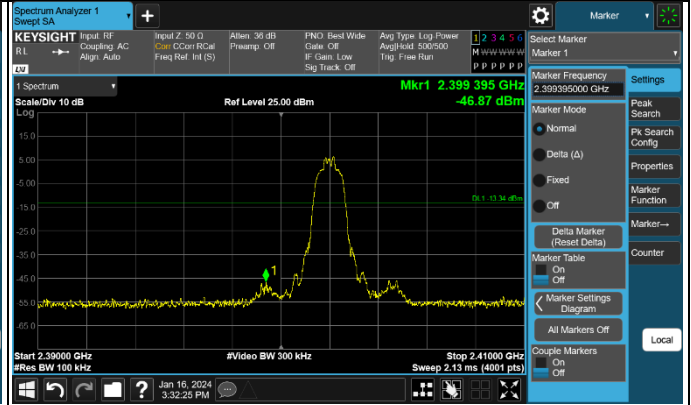 Spectrum Analyzer 1
Swept SA
KEYSIGHT
RL
LXI
Input: RF
Coupling: AC
Align: Auto
Input Z: 50 Ω
Corr CCorr RCal
Freq Ref: Int (S)
Atten: 36 dB
Preamp: Off
PNO: Best Wide
Gate: Off
IF Gain: Low
Sig Track: Off
Avg Type: Log-Power
Avg|Hold: 500/500
Trig: Free Run
1 2 3 4 5 6
M W W W W W
P P P P P P
1 Spectrum
Scale/Div 10 dB
Ref Level 25.00 dBm
Mkr1 2.399 395 GHz
-46.87 dBm
Log
15.0
5.00
-5.00
-15.0
-25.0
-35.0
-45.0
-55.0
-65.0
DL1 -13.34 dBm
1
Start 2.39000 GHz
#Res BW 100 kHz
#Video BW 300 kHz
Stop 2.41000 GHz
Sweep 2.13 ms (4001 pts)
Jan 16, 2024
3:32:25 PM
Marker
Select Marker
Marker 1
Marker Frequency
2.399395000 GHz
Marker Mode
Normal
Delta (Δ)
Fixed
Off
Delta Marker
(Reset Delta)
Marker Table
On
Off
Marker Settings
Diagram
All Markers Off
Couple Markers
On
Off
Settings
Peak
Search
Pk Search
Config
Properties
Marker
Function
Marker→
Counter
Local